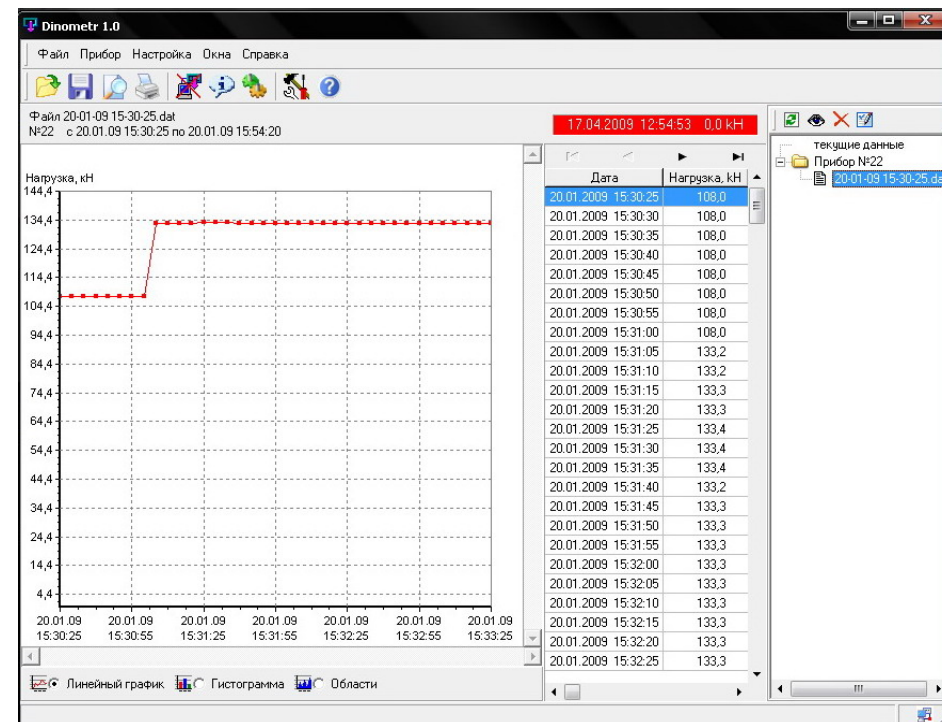 Dinometr 1.0
Файл Прибор Настройка Окна Справка
Файл 20-01-09 15-30-25.dat
№22 с 20.01.09 15:30:25 по 20.01.09 15:54:20
17.04.2009 12:54:53 0,0 kH
Нагрузка, кН
144,4
134,4
124,4
114,4
104,4
94,4
84,4
74,4
64,4
54,4
44,4
34,4
24,4
14,4
4,4
20.01.09 20.01.09 20.01.09 20.01.09 20.01.09 20.01.09 20.01.09
15:30:25 15:30:55 15:31:25 15:31:55 15:32:25 15:32:55 15:33:25
Линейный график Гистограмма Области
Дата Нагрузка, kH
20.01.2009 15:30:25 108,0
20.01.2009 15:30:30 108,0
20.01.2009 15:30:35 108,0
20.01.2009 15:30:40 108,0
20.01.2009 15:30:45 108,0
20.01.2009 15:30:50 108,0
20.01.2009 15:30:55 108,0
20.01.2009 15:31:00 108,0
20.01.2009 15:31:05 133,2
20.01.2009 15:31:10 133,2
20.01.2009 15:31:15 133,3
20.01.2009 15:31:20 133,3
20.01.2009 15:31:25 133,4
20.01.2009 15:31:30 133,4
20.01.2009 15:31:35 133,4
20.01.2009 15:31:40 133,2
20.01.2009 15:31:45 133,3
20.01.2009 15:31:50 133,3
20.01.2009 15:31:55 133,3
20.01.2009 15:32:00 133,3
20.01.2009 15:32:05 133,3
20.01.2009 15:32:10 133,3
20.01.2009 15:32:15 133,3
20.01.2009 15:32:20 133,3
20.01.2009 15:32:25 133,3
текущие данные
Прибор №22
20-01-09 15-30-25.da